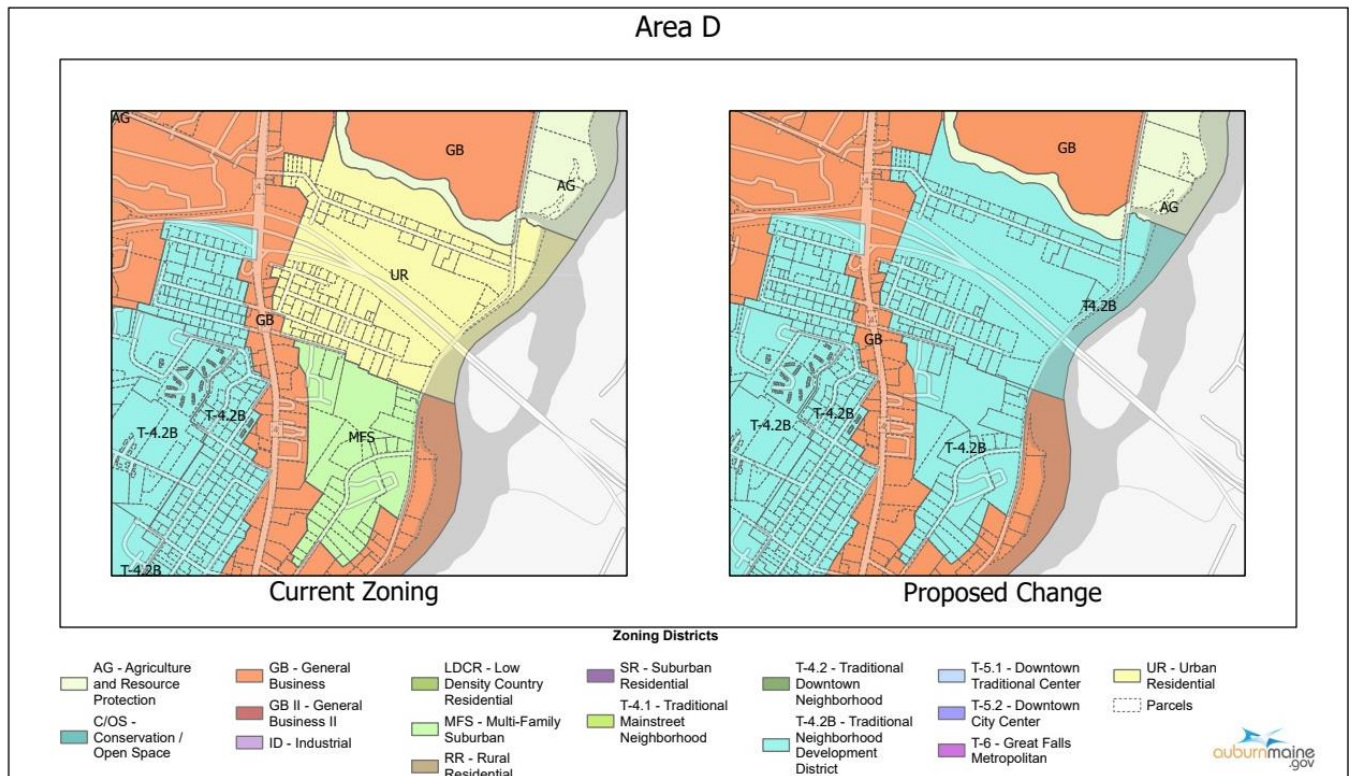 Area D
AG
GB
4
AG
UR
GB
T-4.2B
T-4.2B
MFS
T-4.2B
Current Zoning
GB
4
AG
T4.2B
GB
T-4.2B
T-4.2B
T-4.2B
T-4.2B
Proposed Change
Zoning Districts
AG - Agriculture
and Resource
Protection
C/OS -
Conservation /
Open Space
GB - General
Business
GB II - General
Business II
ID - Industrial
LDCR - Low
Density Country
Residential
MFS - Multi-Family
Suburban
RR - Rural
Residential
SR - Suburban
Residential
T-4.1 - Traditional
Mainstreet
Neighborhood
T-4.2 - Traditional
Downtown
Neighborhood
T-4.2B - Traditional
Neighborhood
Development
District
T-5.1 - Downtown
Traditional Center
T-5.2 - Downtown
City Center
T-6 - Great Falls
Metropolitan
UR - Urban
Residential
Parcels
auburnmaine
.gov